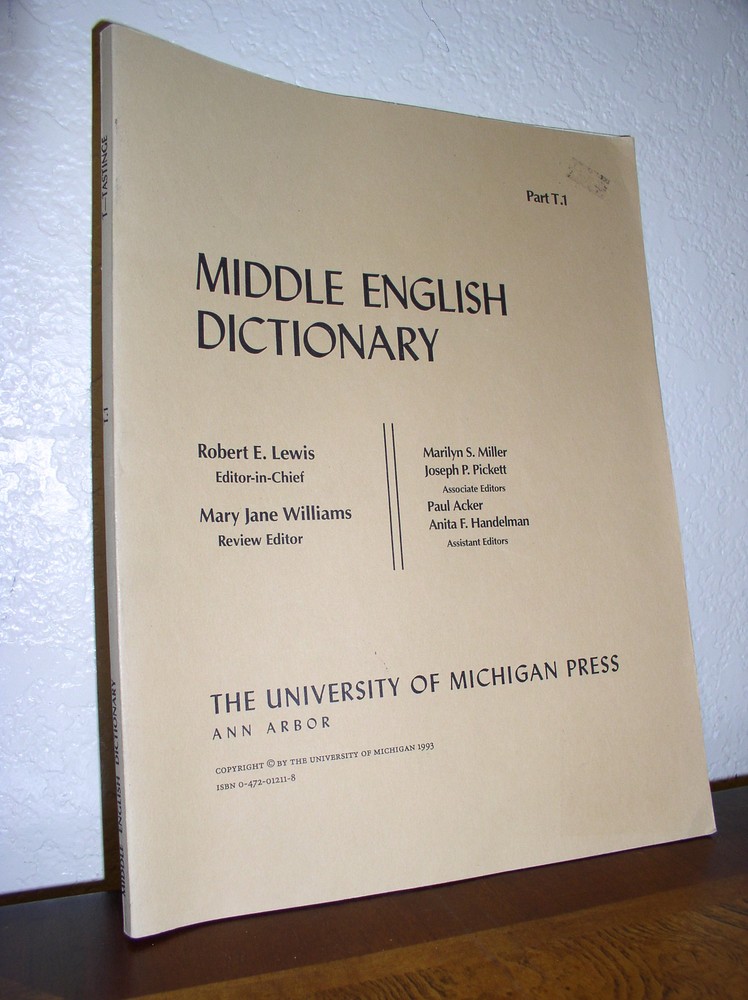 T—TASTINGE
T.1
MIDDLE ENGLISH DICTIONARY
Part T.1
MIDDLE ENGLISH
DICTIONARY
Robert E. Lewis
Editor-in-Chief
Mary Jane Williams
Review Editor
Marilyn S. Miller
Joseph P. Pickett
Associate Editors
Paul Acker
Anita F. Handelman
Assistant Editors
THE UNIVERSITY OF MICHIGAN PRESS
ANN ARBOR
COPYRIGHT © BY THE UNIVERSITY OF MICHIGAN 1993
ISBN 0-472-01211-8